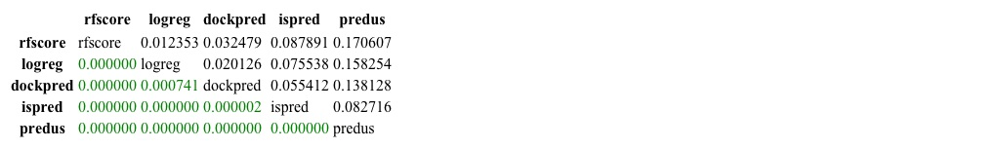 rfscore logreg dockpred ispred predus
rfscore rfscore 0.012353 0.032479 0.087891 0.170607
logreg 0.000000 logreg 0.020126 0.075538 0.158254
dockpred 0.000000 0.000741 dockpred 0.055412 0.138128
ispred 0.000000 0.000000 0.000002 ispred 0.082716
predus 0.000000 0.000000 0.000000 0.000000 predus